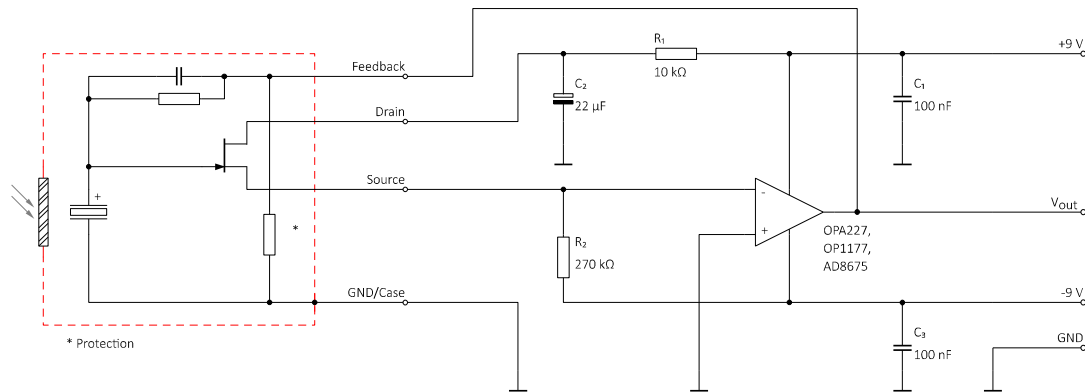 +9 V
R₁
10 kΩ
Feedback
C₂
22 µF
C₁
100 nF
Drain
+
Source
-
+
Vout
OPA227,
OP1177,
AD8675
*
R₂
270 kΩ
GND/Case
-9 V
* Protection
C₃
100 nF
GND